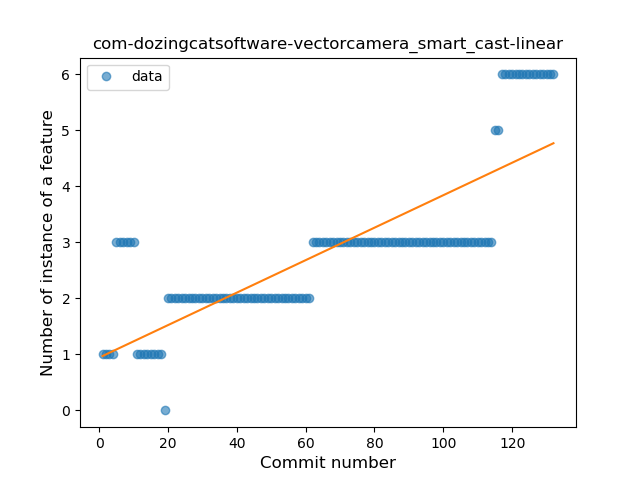 com-dozingcatsoftware-vectorcamera_smart_cast-linear
data
Number of instance of a feature
6
5
4
3
2
1
0
0 20 40 60 80 100 120
Commit number